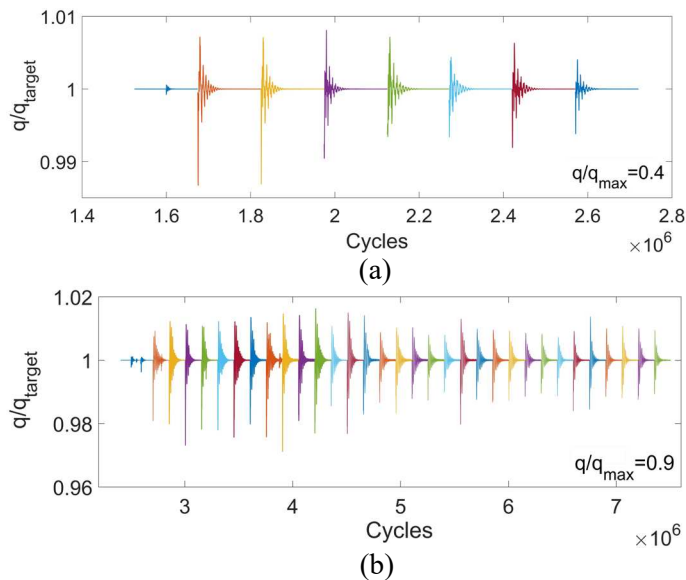 1.01
1
0.99
q/q_target
q/q_max=0.4
1.4 1.6 1.8 2 2.2 2.4 2.6 2.8
Cycles
×10^6
(a)
1.02
1
0.98
0.96
q/q_target
q/q_max=0.9
3 4 5 6 7
Cycles
×10^6
(b)